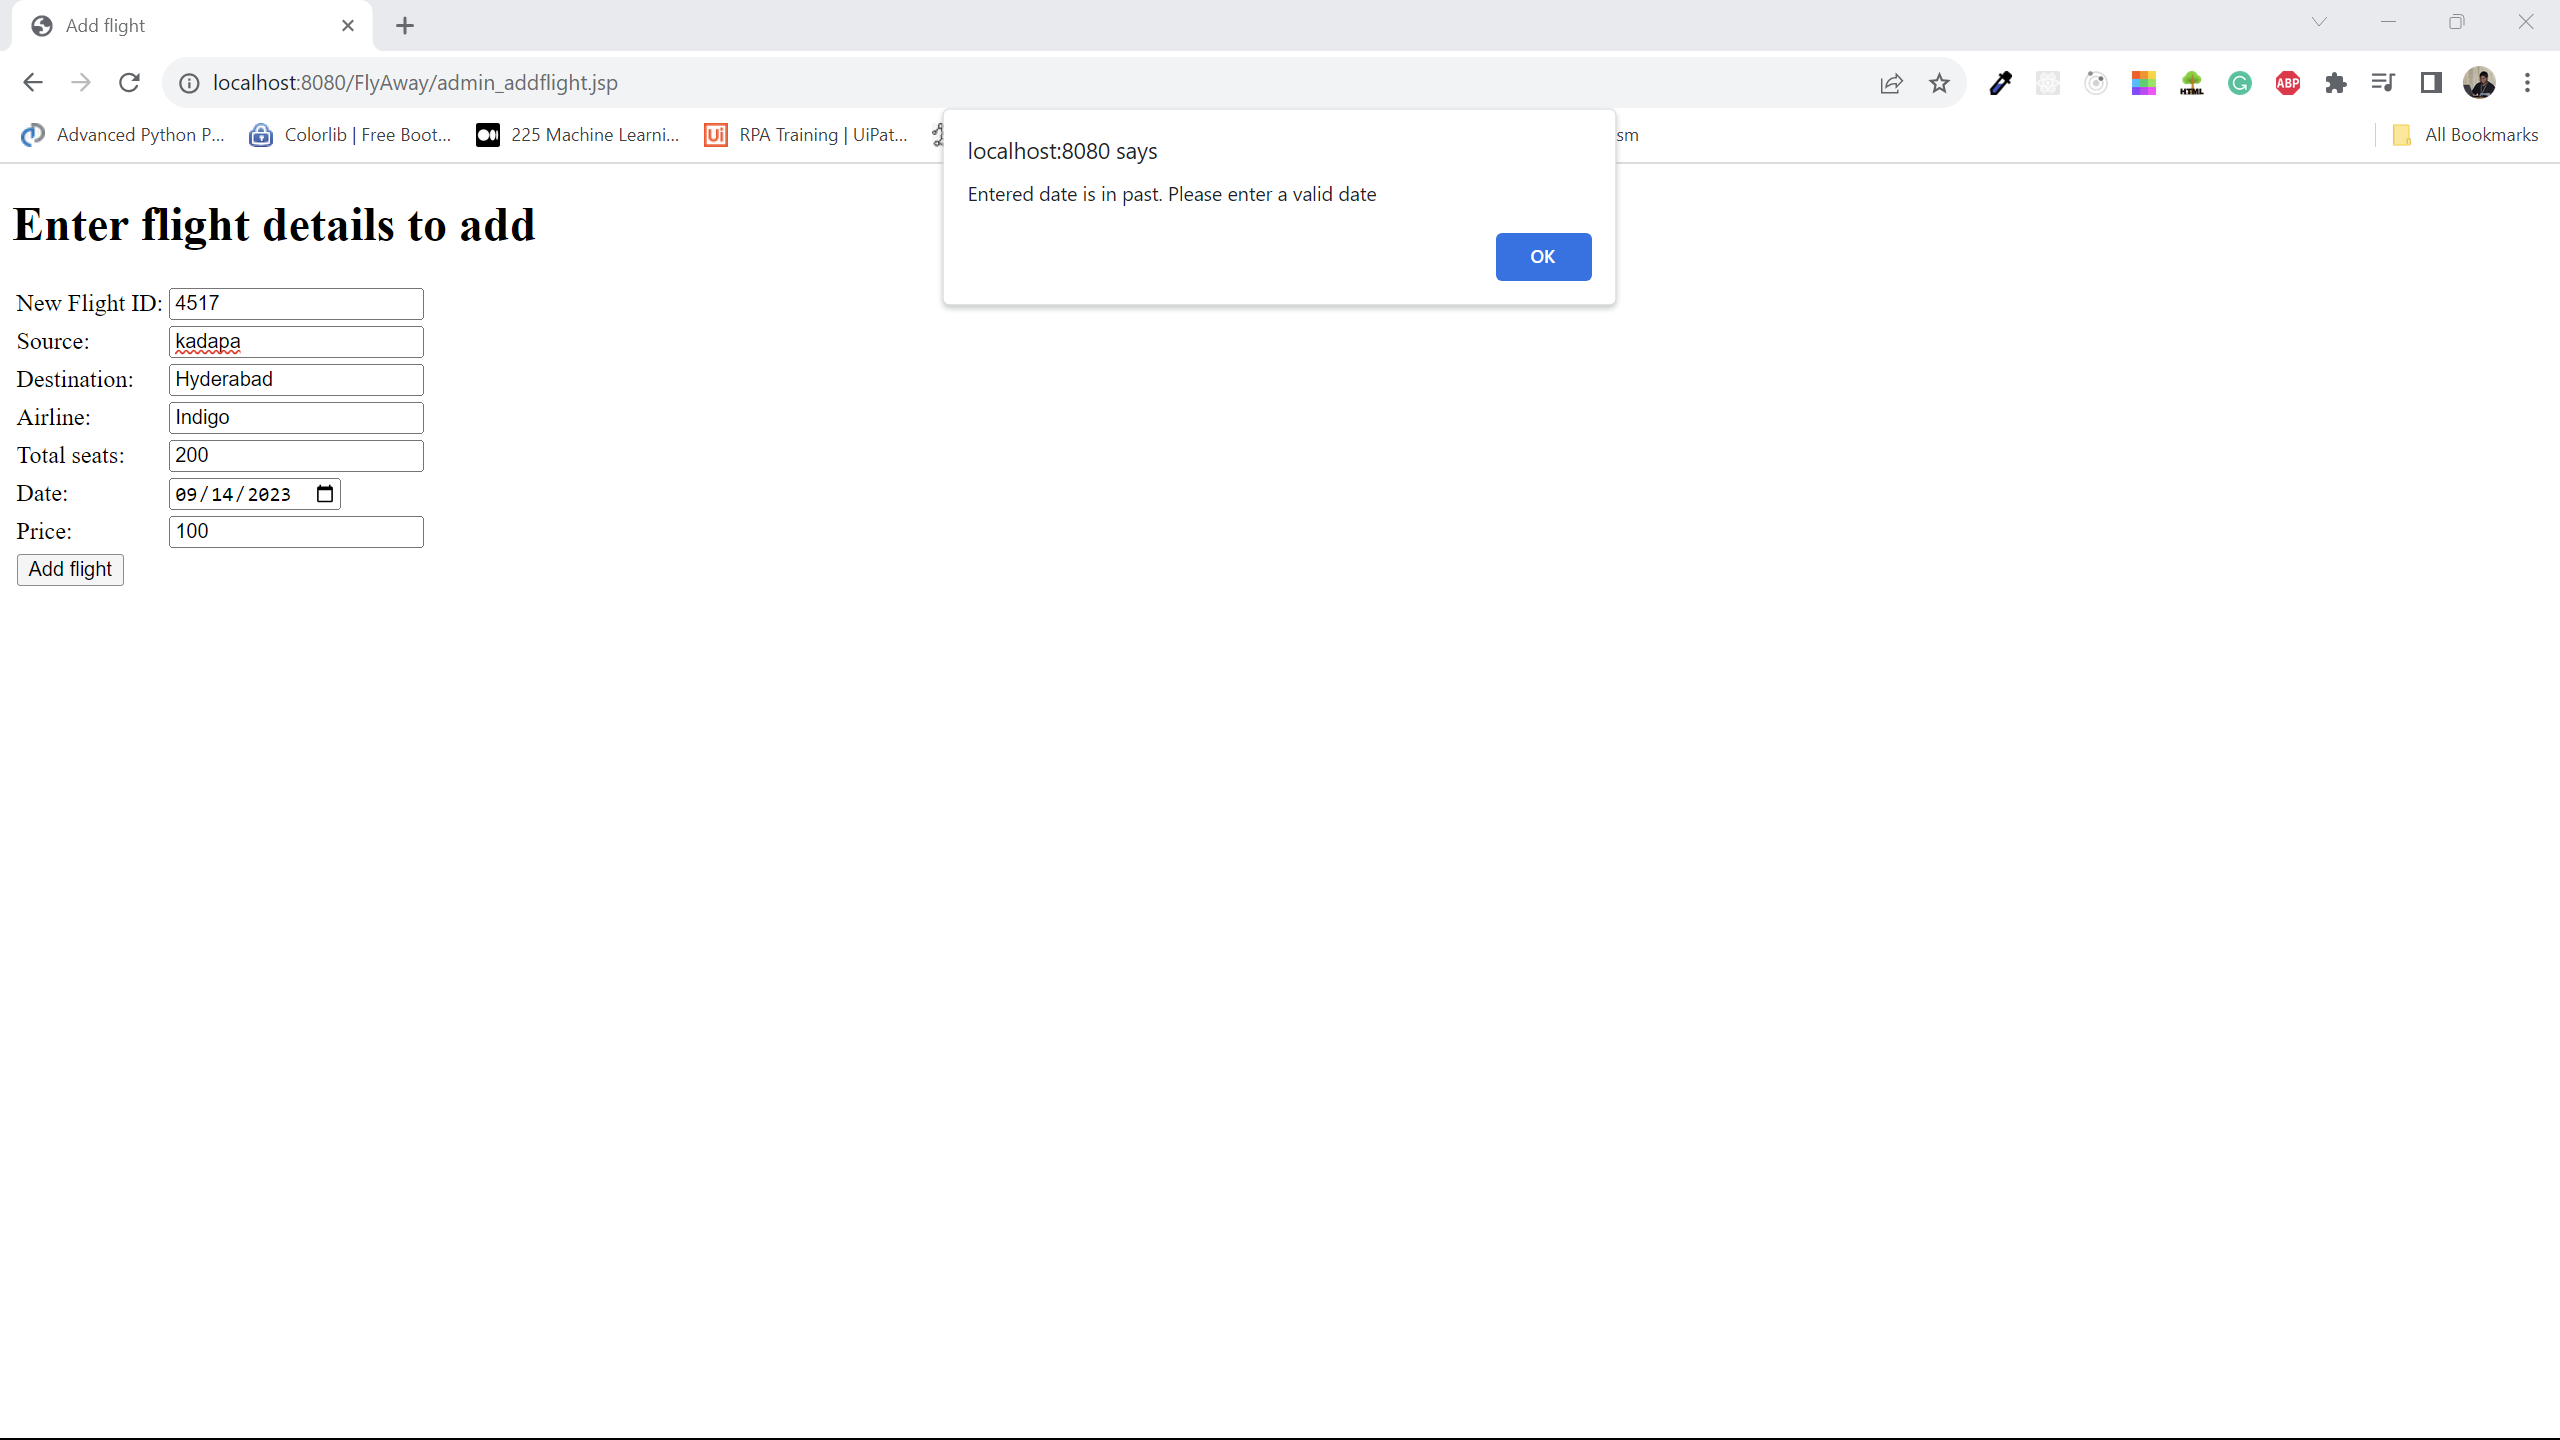 Add flight
localhost:8080/FlyAway/admin_addflight.jsp
HTML
ABP
Advanced Python P...
Colorlib | Free Boot...
225 Machine Learni...
Ui
RPA Training | UiPat...
sm
All Bookmarks
localhost:8080 says
Entered date is in past. Please enter a valid date
OK
Enter flight details to add
New Flight ID: 4517
Source: kadapa
Destination: Hyderabad
Airline: Indigo
Total seats: 200
Date: 09/14/2023
Price: 100
Add flight